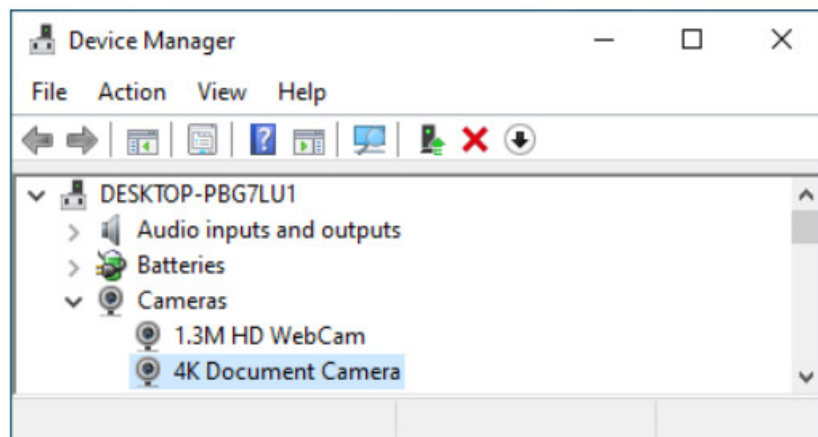 Device Manager
File Action View Help
DESKTOP-PBG7LU1
Audio inputs and outputs
Batteries
Cameras
1.3M HD WebCam
4K Document Camera